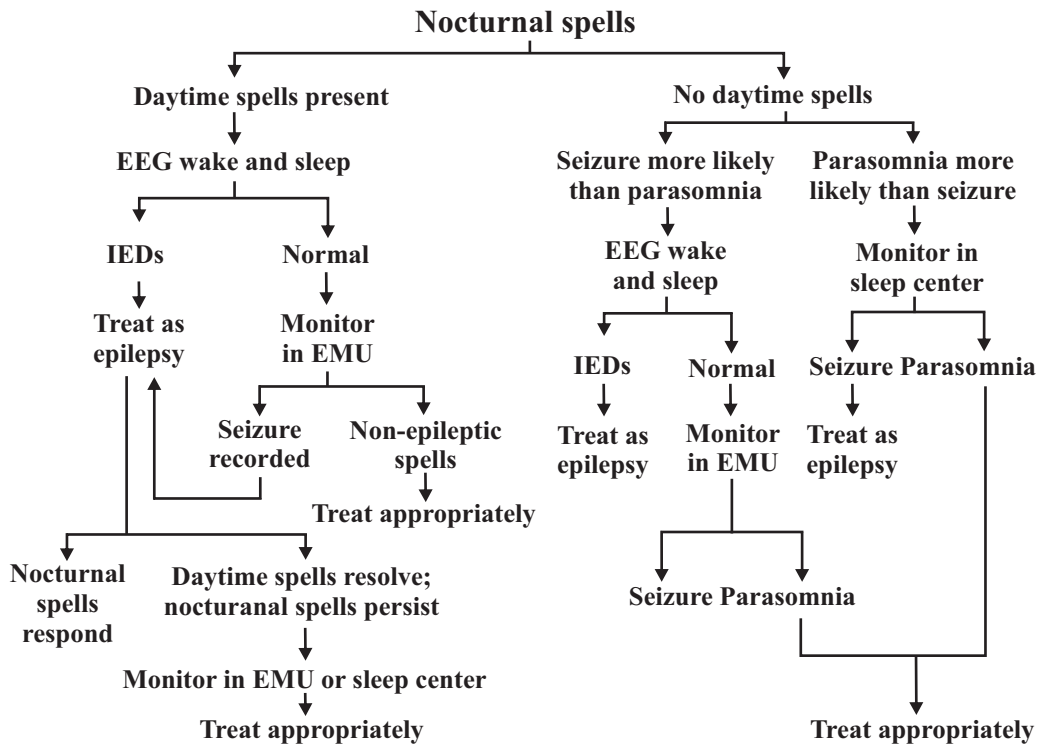 Nocturnal spells
Daytime spells present
No daytime spells
EEG wake and sleep
Seizure more likely
than parasomnia
Parasomnia more
likely than seizure
IEDs
Normal
EEG wake
and sleep
Monitor in
sleep center
Treat as
epilepsy
Monitor
in EMU
IEDs
Normal
Seizure Parasomnia
Seizure
recorded
Non-epileptic
spells
Treat as
epilepsy
Monitor
in EMU
Treat as
epilepsy
Treat appropriately
Nocturnal
spells
respond
Daytime spells resolve;
nocturanal spells persist
Seizure Parasomnia
Monitor in EMU or sleep center
Treat appropriately
Treat appropriately